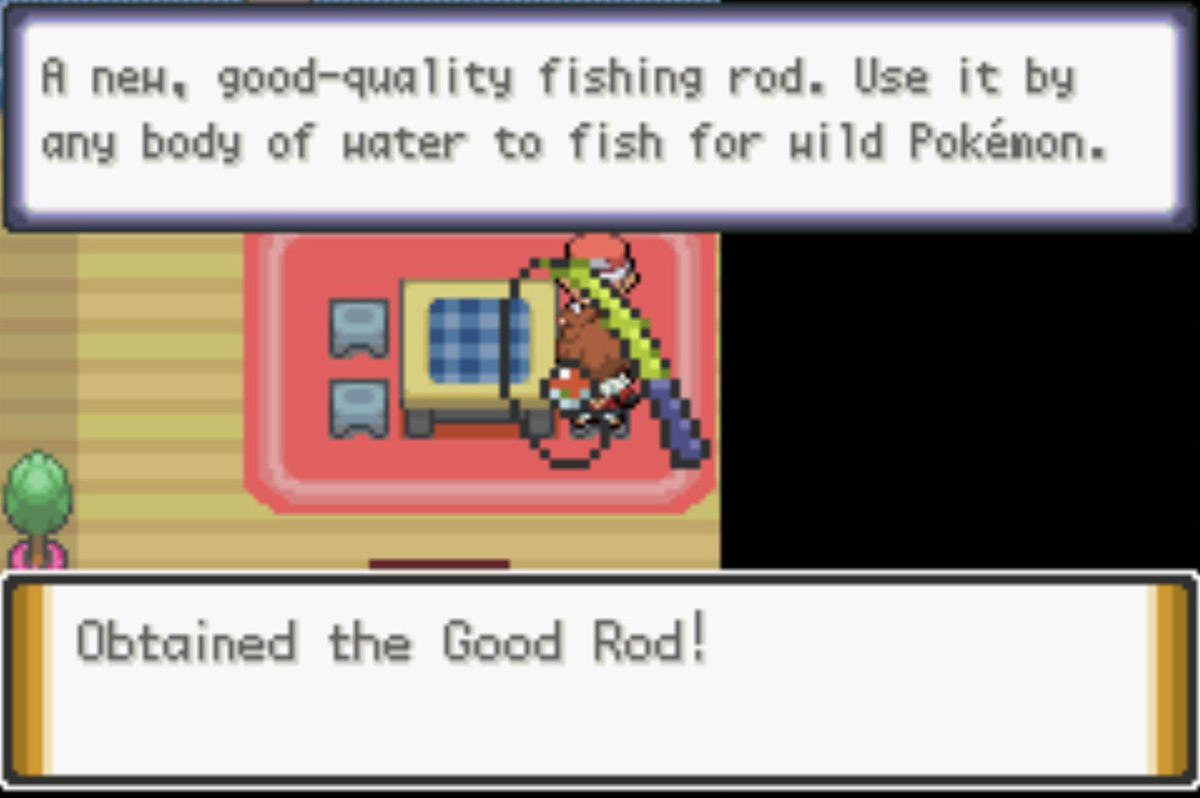 A new, good-quality fishing rod. Use it by
any body of water to fish for wild Pokémon.
Obtained the Good Rod!